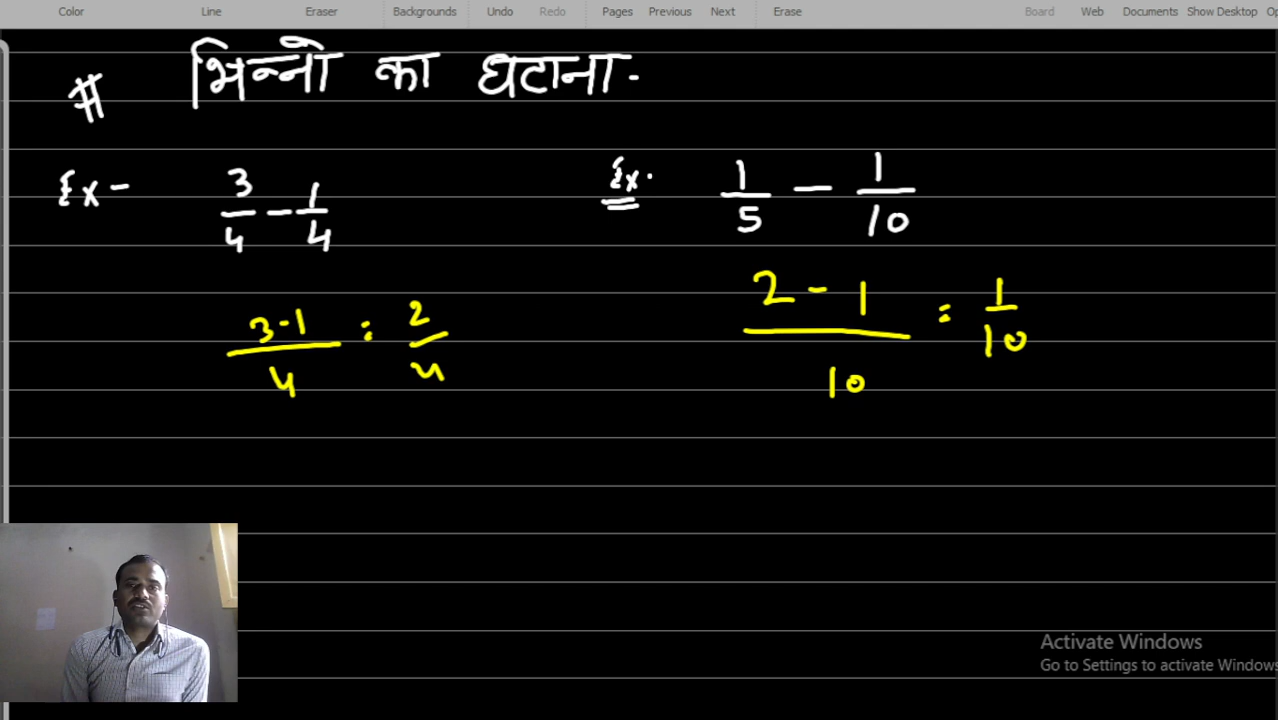 Color Line Eraser Backgrounds Undo Redo Pages Previous Next Erase Board Web Documents Show Desktop
# भिन्नो का घटाना -
Ex - 3/4 - 1/4
3-1/4 = 2/4
Ex. 1/5 - 1/10
2 - 1/10 = 1/10
Activate Windows
Go to Settings to activate Windows